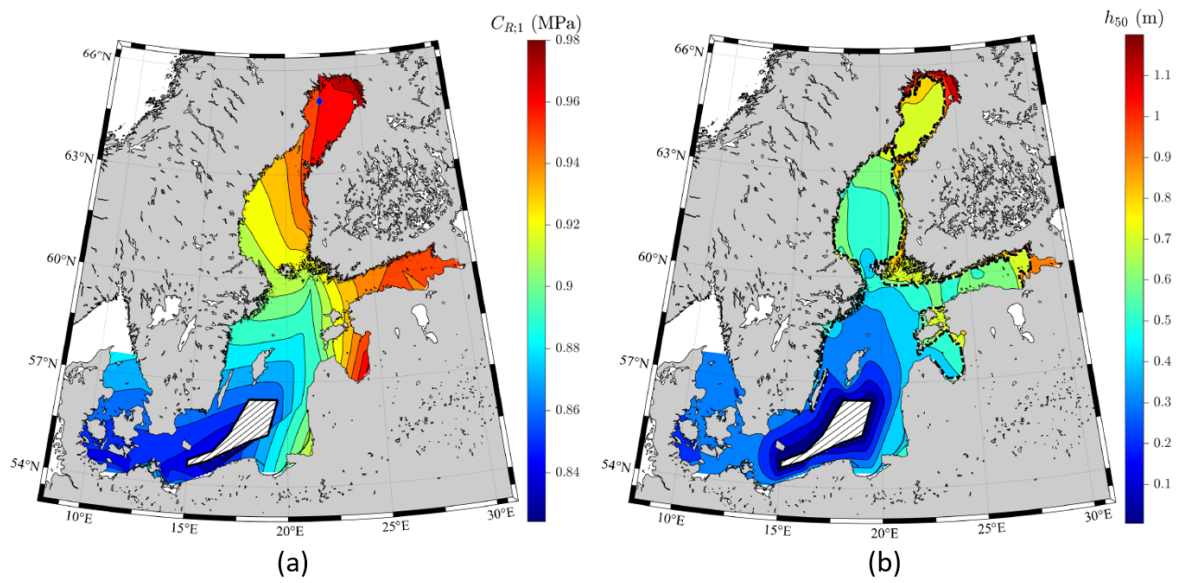 C_{R;1} (MPa)
0.98
0.96
0.94
0.92
0.9
0.88
0.86
0.84
66°N
63°N
60°N
57°N
54°N
10°E
15°E
20°E
25°E
30°E
(a)
h_{50} (m)
1.1
1
0.9
0.8
0.7
0.6
0.5
0.4
0.3
0.2
0.1
66°N
63°N
60°N
57°N
54°N
10°E
15°E
20°E
25°E
30°E
(b)